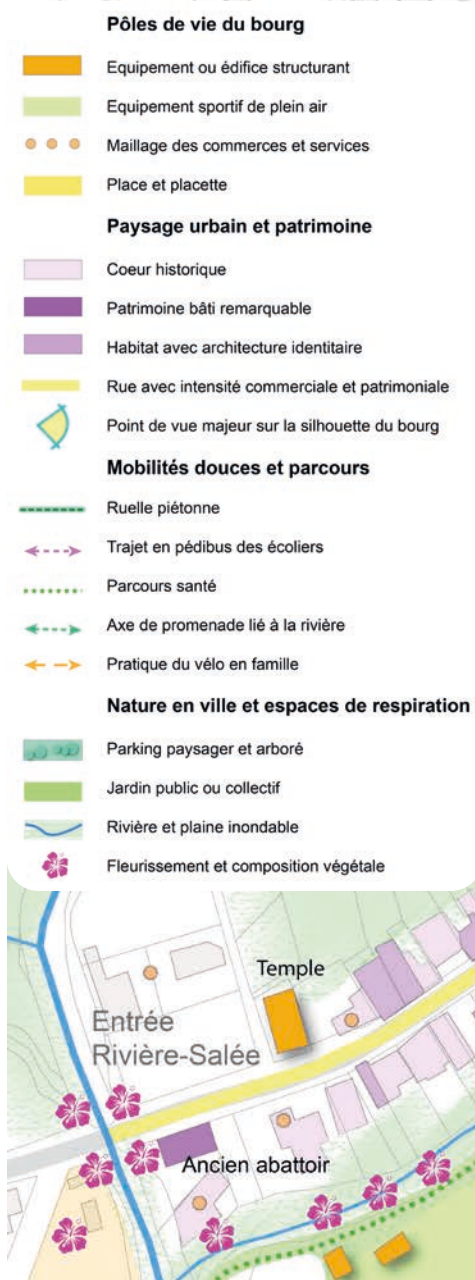 Pôles de vie du bourg
Equipement ou édifice structurant
Equipement sportif de plein air
Maillage des commerces et services
Place et placette
Paysage urbain et patrimoine
Coeur historique
Patrimoine bâti remarquable
Habitat avec architecture identitaire
Rue avec intensité commerciale et patrimoniale
Point de vue majeur sur la silhouette du bourg
Mobilités douces et parcours
Ruelle piétonne
Trajet en pédibus des écoliers
Parcours santé
Axe de promenade lié à la rivière
Pratique du vélo en famille
Nature en ville et espaces de respiration
Parking paysager et arboré
Jardin public ou collectif
Rivière et plaine inondable
Fleurissement et composition végétale
Temple
Entrée
Rivière-Salée
Ancien abattoir